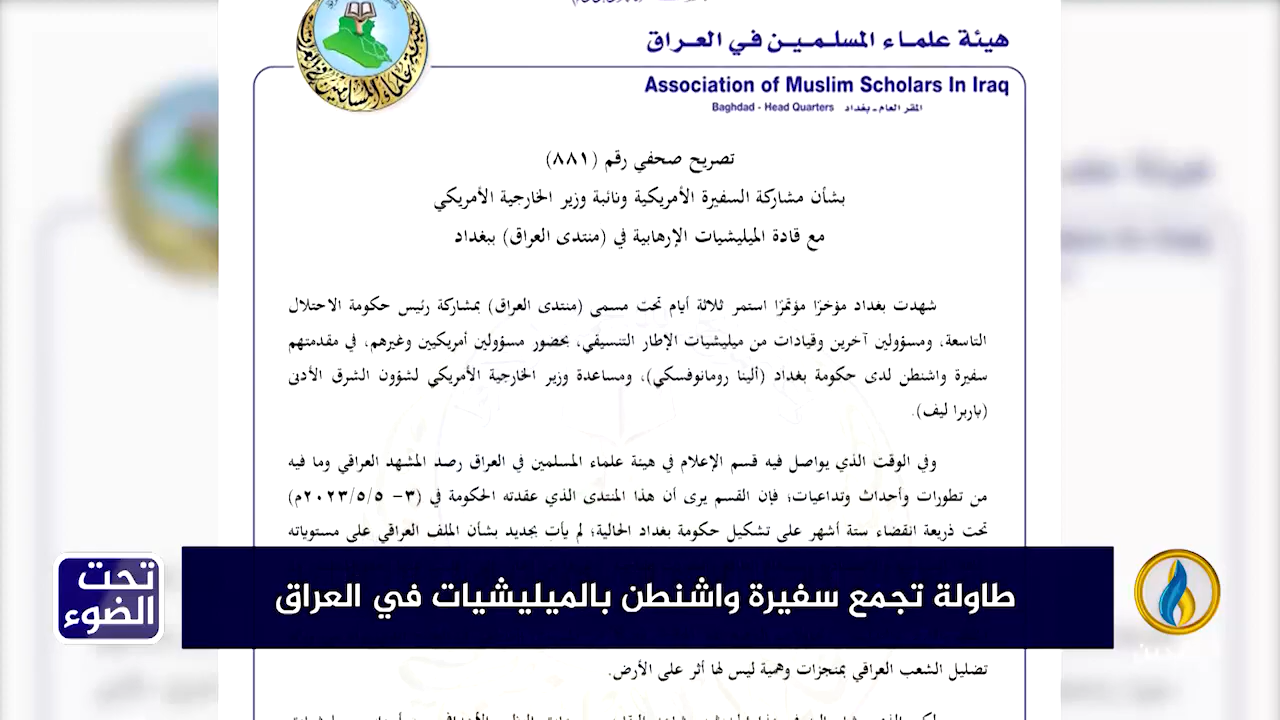 هيئة علماء المسلمين في العراق
Association of Muslim Scholars In Iraq
Baghdad - Head Quarters المقر العام - بغداد
تصريح صحفي رقم (٨٨١)
بشأن مشاركة السفيرة الأمريكية ونائبة وزير الخارجية الأمريكي
مع قادة الميليشيات الإرهابية في (منتدى العراق) ببغداد
شهدت بغداد مؤخرًا مؤتمرًا استمر ثلاثة أيام تحت مسمى (منتدى العراق) بمشاركة رئيس حكومة الاحتلال
التاسعة، ومسؤولين آخرين وقيادات من ميليشيات الإطار التنسيقي، بحضور مسؤولين أمريكيين وغيرهم، في مقدمتهم
سفيرة واشنطن لدى حكومة بغداد (ألينا رومانوفسكي)، ومساعدة وزير الخارجية الأمريكي لشؤون الشرق الأدنى
(باربرا ليف).
وفي الوقت الذي يواصل فيه قسم الإعلام في هيئة علماء المسلمين في العراق رصد المشهد العراقي وما فيه
من تطورات وأحداث وتداعيات؛ فإن القسم يرى أن هذا المنتدى الذي عقدته الحكومة في (٣- ٢٠٢٣/٥/٥م)
تحت ذريعة انقضاء ستة أشهر على تشكيل حكومة بغداد الحالية؛ لم يأت بجديد بشأن الملف العراقي على مستوياته
طاولة تجمع سفيرة واشنطن بالميليشيات في العراق
تحت
الضوء
تضليل الشعب العراقي بمنجزات وهمية ليس لها أثر على الأرض.